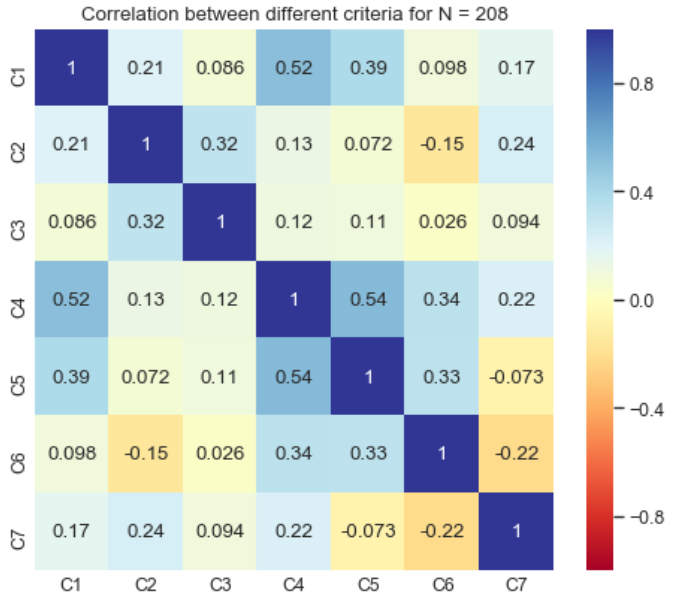 Correlation between different criteria for N = 208
C1 1 0.21 0.086 0.52 0.39 0.098 0.17
C2 0.21 1 0.32 0.13 0.072 -0.15 0.24
C3 0.086 0.32 1 0.12 0.11 0.026 0.094
C4 0.52 0.13 0.12 1 0.54 0.34 0.22
C5 0.39 0.072 0.11 0.54 1 0.33 -0.073
C6 0.098 -0.15 0.026 0.34 0.33 1 -0.22
C7 0.17 0.24 0.094 0.22 -0.073 -0.22 1
C1 C2 C3 C4 C5 C6 C7
0.8
0.4
0.0
−0.4
−0.8